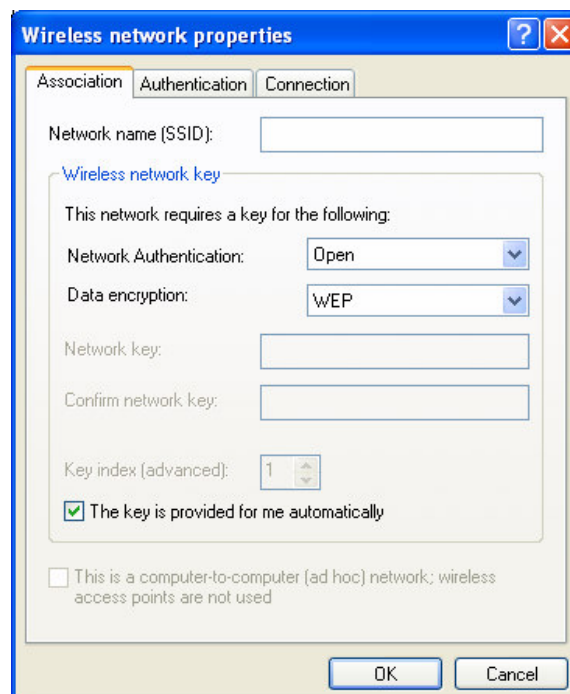 Wireless network properties
Association Authentication Connection
Network name (SSID):
Wireless network key
This network requires a key for the following:
Network Authentication: Open
Data encryption: WEP
Network key:
Confirm network key:
Key index (advanced): 1
The key is provided for me automatically
This is a computer-to-computer (ad hoc) network; wireless
access points are not used
OK Cancel